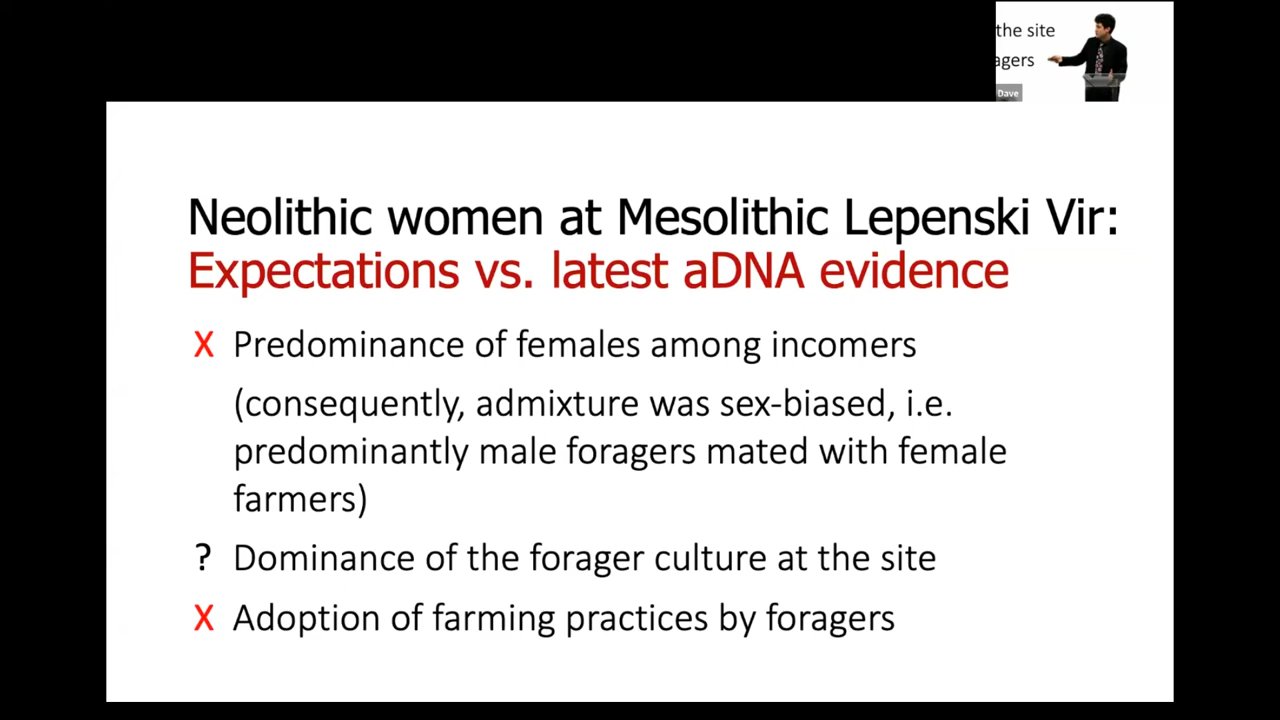 the site
agers
Dave
Neolithic women at Mesolithic Lepenski Vir:
Expectations vs. latest aDNA evidence
X Predominance of females among incomers
(consequently, admixture was sex-biased, i.e.
predominantly male foragers mated with female
farmers)
? Dominance of the forager culture at the site
X Adoption of farming practices by foragers